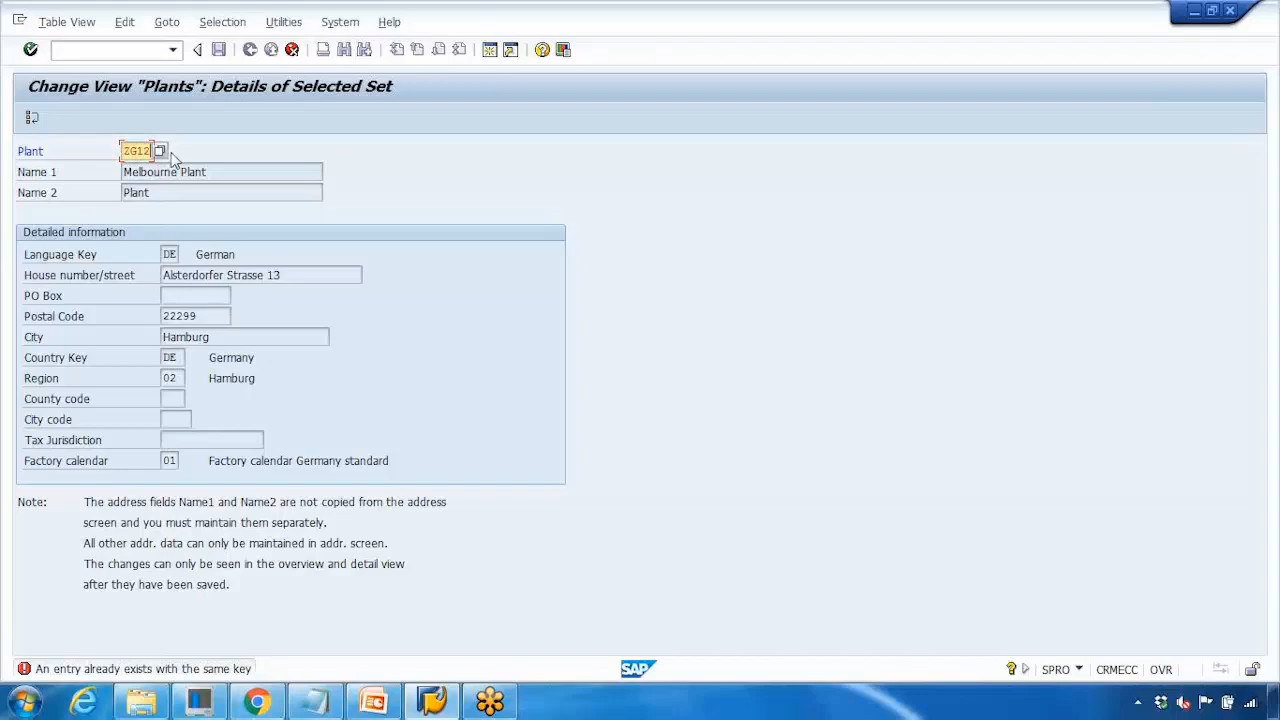 Table View Edit Goto Selection Utilities System Help
Change View "Plants": Details of Selected Set
Plant ZG12
Name 1 Melbourne Plant
Name 2 Plant
Detailed information
Language Key DE German
House number/street Alsterdorfer Strasse 13
PO Box
Postal Code 22299
City Hamburg
Country Key DE Germany
Region 02 Hamburg
County code
City code
Tax Jurisdiction
Factory calendar 01 Factory calendar Germany standard
Note: The address fields Name1 and Name2 are not copied from the address
screen and you must maintain them separately.
All other addr. data can only be maintained in addr. screen.
The changes can only be seen in the overview and detail view
after they have been saved.
An entry already exists with the same key SAP SPRO CRMECC OVR